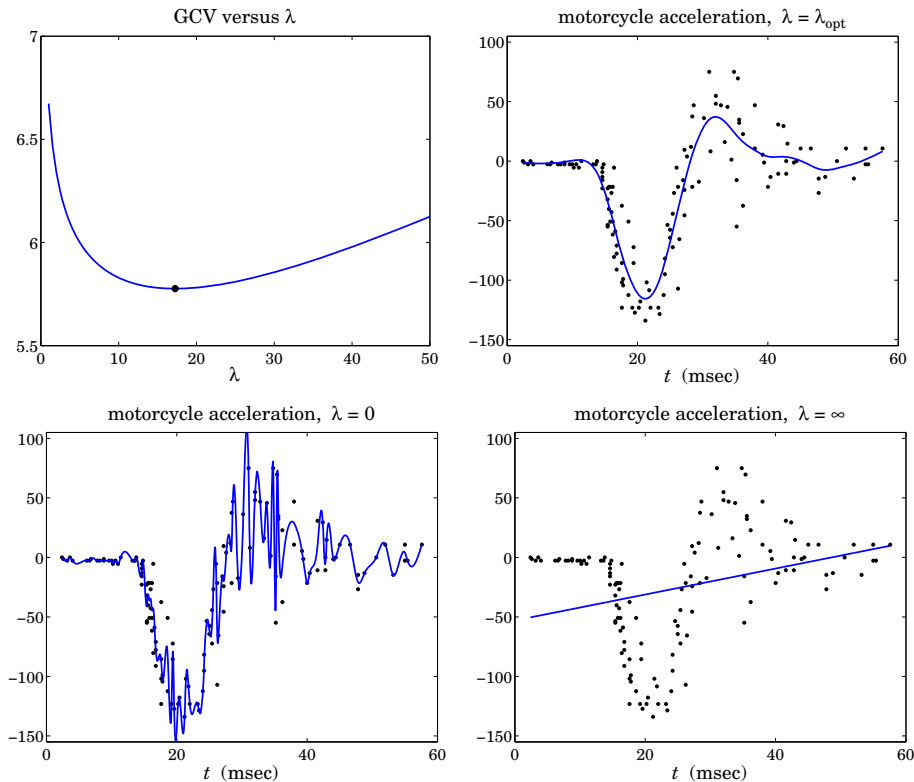 GCV versus λ
7
6.5
6
5.5
0 10 20 30 40 50
λ
motorcycle acceleration, λ = λopt
100
50
0
−50
−100
−150
0 20 40 60
t (msec)
motorcycle acceleration, λ = 0
100
50
0
−50
−100
−150
0 20 40 60
t (msec)
motorcycle acceleration, λ = ∞
100
50
0
−50
−100
−150
0 20 40 60
t (msec)